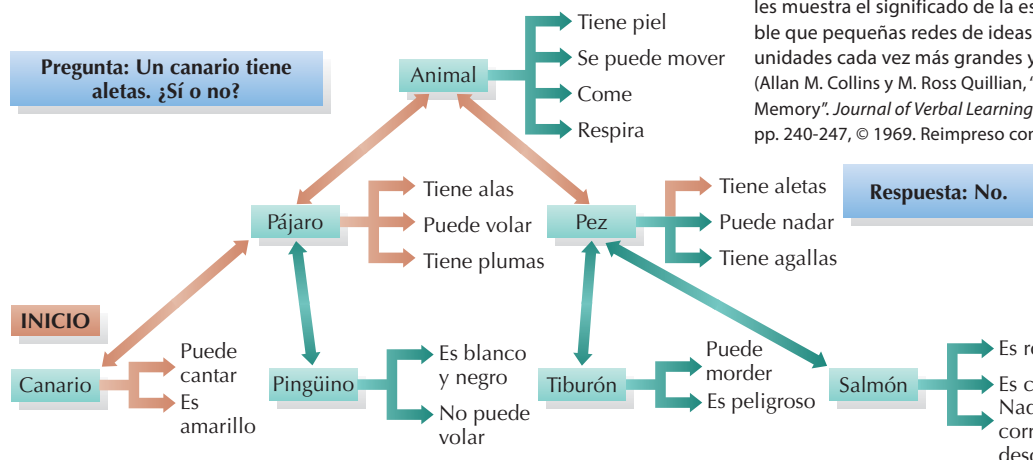 les muestra el significado de la
ble que pequeñas redes de ideas
unidades cada vez más grandes y
(Allan M. Collins y M. Ross Quillian, "
Memory". Journal of Verbal Learning
pp. 240-247, © 1969. Reimpreso
Pregunta: Un canario tiene
aletas. ¿Sí o no?
Animal
Tiene piel
Se puede mover
Come
Respira
Pájaro
Tiene alas
Puede volar
Tiene plumas
Pez
Tiene aletas
Puede nadar
Tiene agallas
Respuesta: No.
INICIO
Canario
Puede
cantar
Es
amarillo
Pingüino
Es blanco
y negro
No puede
volar
Tiburón
Puede
morder
Es peligroso
Salmón
Es
Es